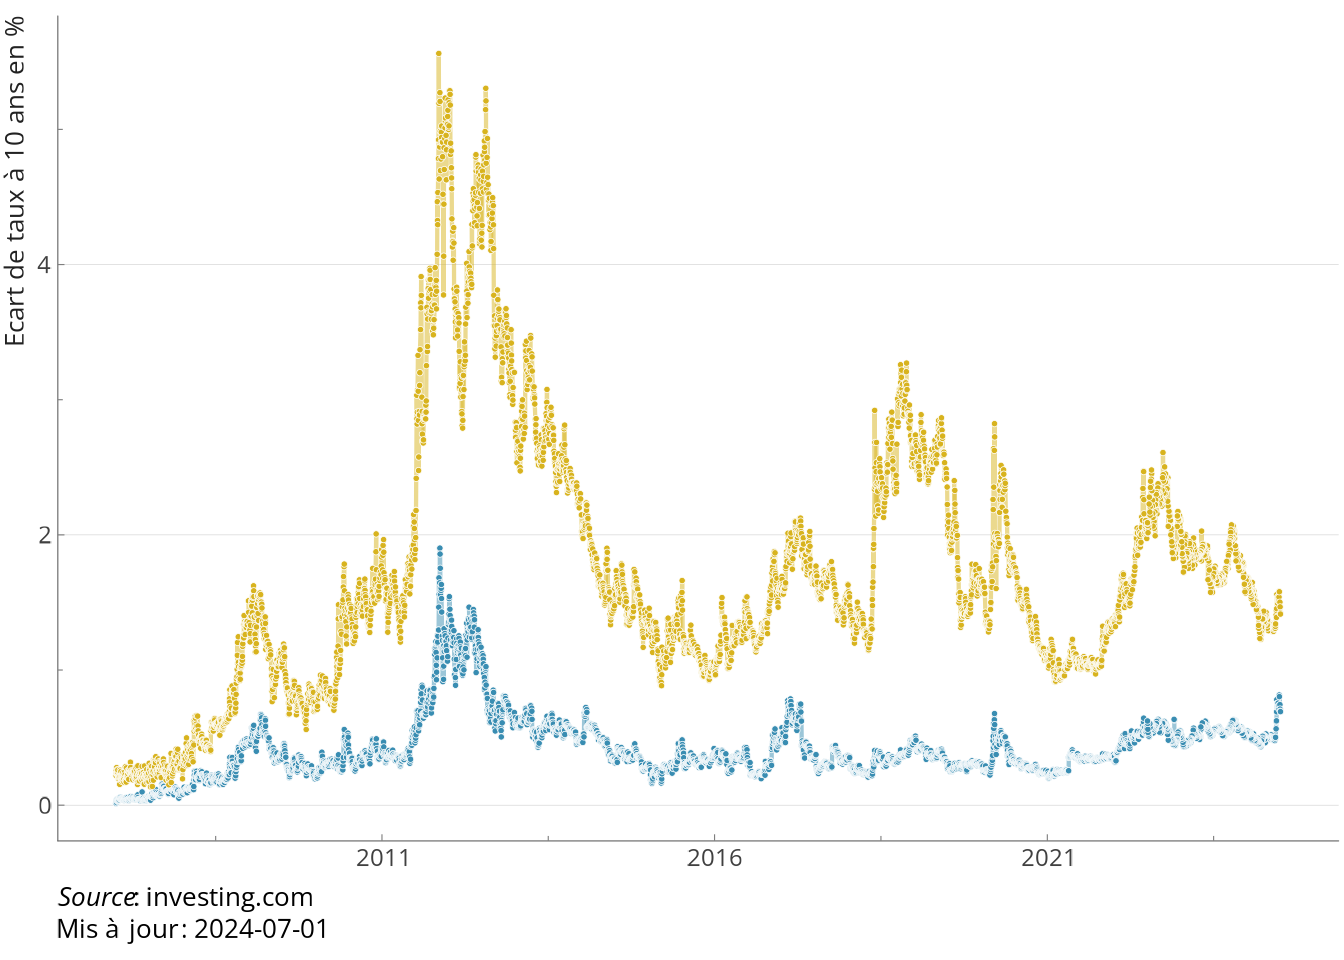 Ecart de taux à 10 ans en %
4
2
0
2011 2016 2021
Source: investing.com
Mis à jour: 2024-07-01